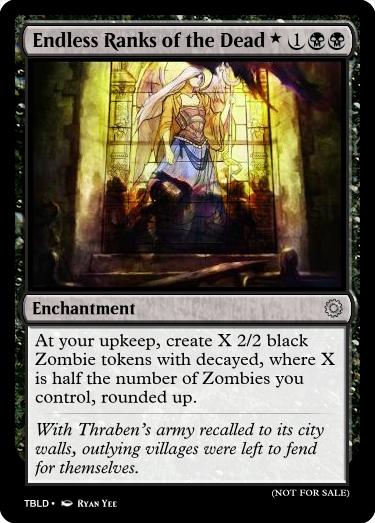 Endless Ranks of the Dead ★ 1
Enchantment
At your upkeep, create X 2/2 black
Zombie tokens with decayed, where X
is half the number of Zombies you
control, rounded up.
With Thraben's army recalled to its city
walls, outlying villages were left to fend
for themselves.
(NOT FOR SALE)
TBLD • Ryan Yee